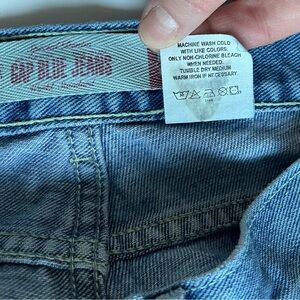 MACHINE WASH COLD
WITH LIKE COLORS.
ONLY NON-CHLORINE BLEACH
WHEN NEEDED.
TUMBLE DRY MEDIUM
WARM IRON IF NECESSARY.
JEANS